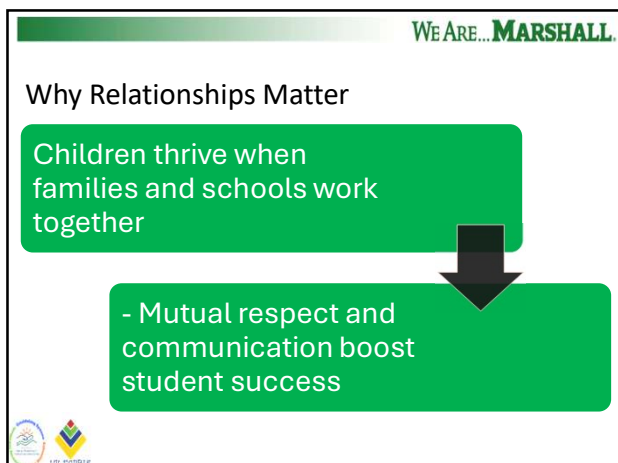 WE ARE... MARSHALL.
Why Relationships Matter
Children thrive when
families and schools work
together
- Mutual respect and
communication boost
student success